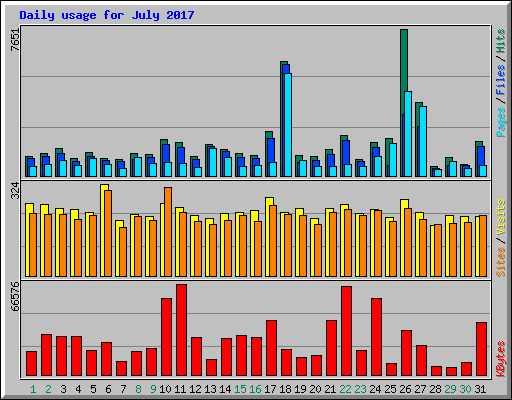 Daily usage for July 2017
7651
Pages / Files / Hits
324
Sites / Visits
66576
KBytes
1 2 3 4 5 6 7 8 9 10 11 12 13 14 15 16 17 18 19 20 21 22 23 24 25 26 27 28 29 30 31